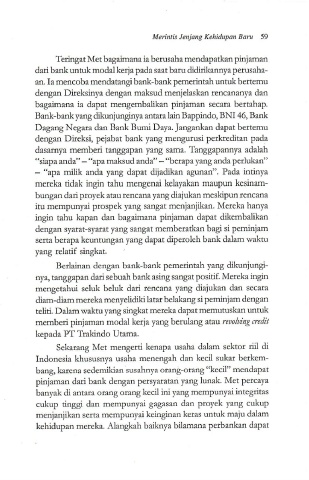 Merintis Jenjang Kehidupan Baru 59
Teringat Met bagaimana ia berusaha mendapatkan pinjaman
dari bank untuk modal kerja pada saat baru didirikannya perusaha-
an. Ia mencoba mendatangi bank-bank pemerintah untuk bertemu
dengan Direksinya dengan maksud menjelaskan rencananya dan
bagaimana ia dapat mengembalikan pinjaman secara bertahap.
Bank-bank yang dikunjunginya antara lain Bappindo, BNI 46, Bank
Dagang Negara dan Bank Bumi Daya. Jangankan dapat bertemu
dengan Direksi, pejabat bank yang mengurusi perkreditan pada
dasarnya memberi tanggapan yang sama. Tanggapannya adalah
"siapa anda" – "apa maksud anda" – "berapa yang anda perlukan"
– "apa milik anda yang dapat dijadikan agunan". Pada intinya
mereka tidak ingin tahu mengenai kelayakan maupun kesinam-
bungan dari proyek atau rencana yang diajukan meskipun rencana
itu mempunyai prospek yang sangat menjanjikan. Mereka hanya
ingin tahu kapan dan bagaimana pinjaman dapat dikembalikan
dengan syarat-syarat yang sangat memberatkan bagi si peminjam
serta berapa keuntungan yang dapat diperoleh bank dalam waktu
yang relatif singkat.
Berlainan dengan bank-bank pemerintah yang dikunjungi-
nya, tanggapan dari sebuah bank asing sangat positif. Mereka ingin
mengetahui seluk beluk dari rencana yang diajukan dan secara
diam-diam mereka menyelidiki latar belakang si peminjam dengan
teliti. Dalam waktu yang singkat mereka dapat memutuskan untuk
memberi pinjaman modal kerja yang berulang atau revolving credit
kepada PT Trakindo Utama.
Sekarang Met mengerti kenapa usaha dalam sektor riil di
Indonesia khususnya usaha menengah dan kecil sukar berkem-
bang, karena sedemikian susahnya orang-orang "kecil" mendapat
pinjaman dari bank dengan persyaratan yang lunak. Met percaya
banyak di antara orang orang kecil ini yang mempunyai integritas
cukup tinggi dan mempunyai gagasan dan proyek yang cukup
menjanjikan serta mempunyai keinginan keras untuk maju dalam
kehidupan mereka. Alangkah baiknya bilamana perbankan dapat